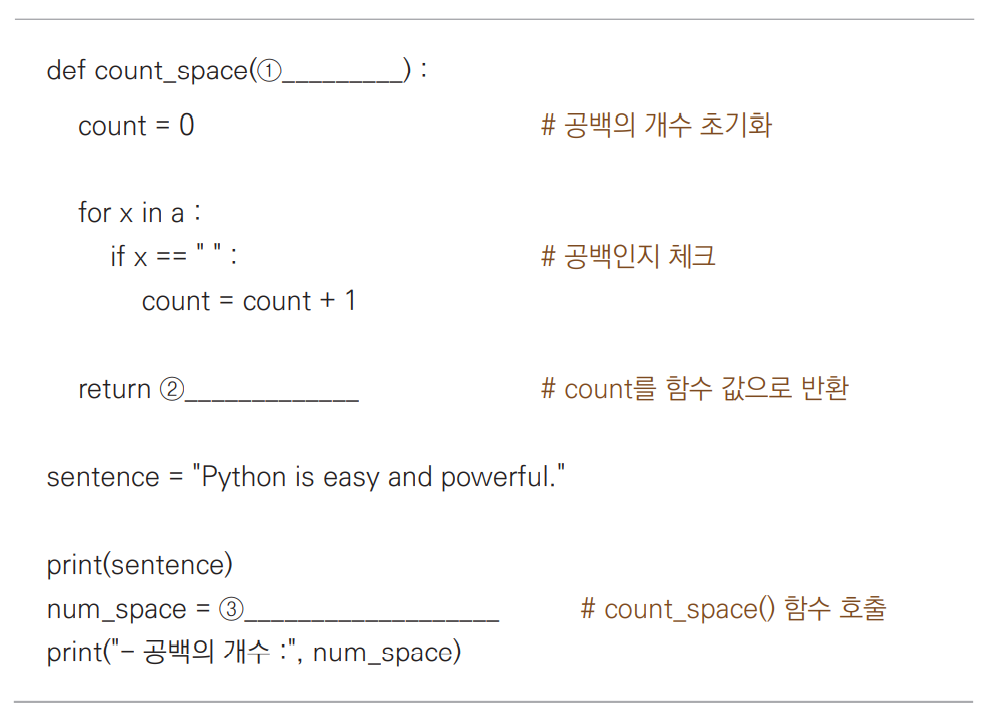 def count_space(①_________) :
count = 0 # 공백의 개수 초기화
for x in a :
if x == " " : # 공백인지 체크
count = count + 1
return ②_____________ # count를 함수 값으로 반환
sentence = "Python is easy and powerful."
print(sentence)
num_space = ③___________________ # count_space() 함수 호출
print("- 공백의 개수 :", num_space)